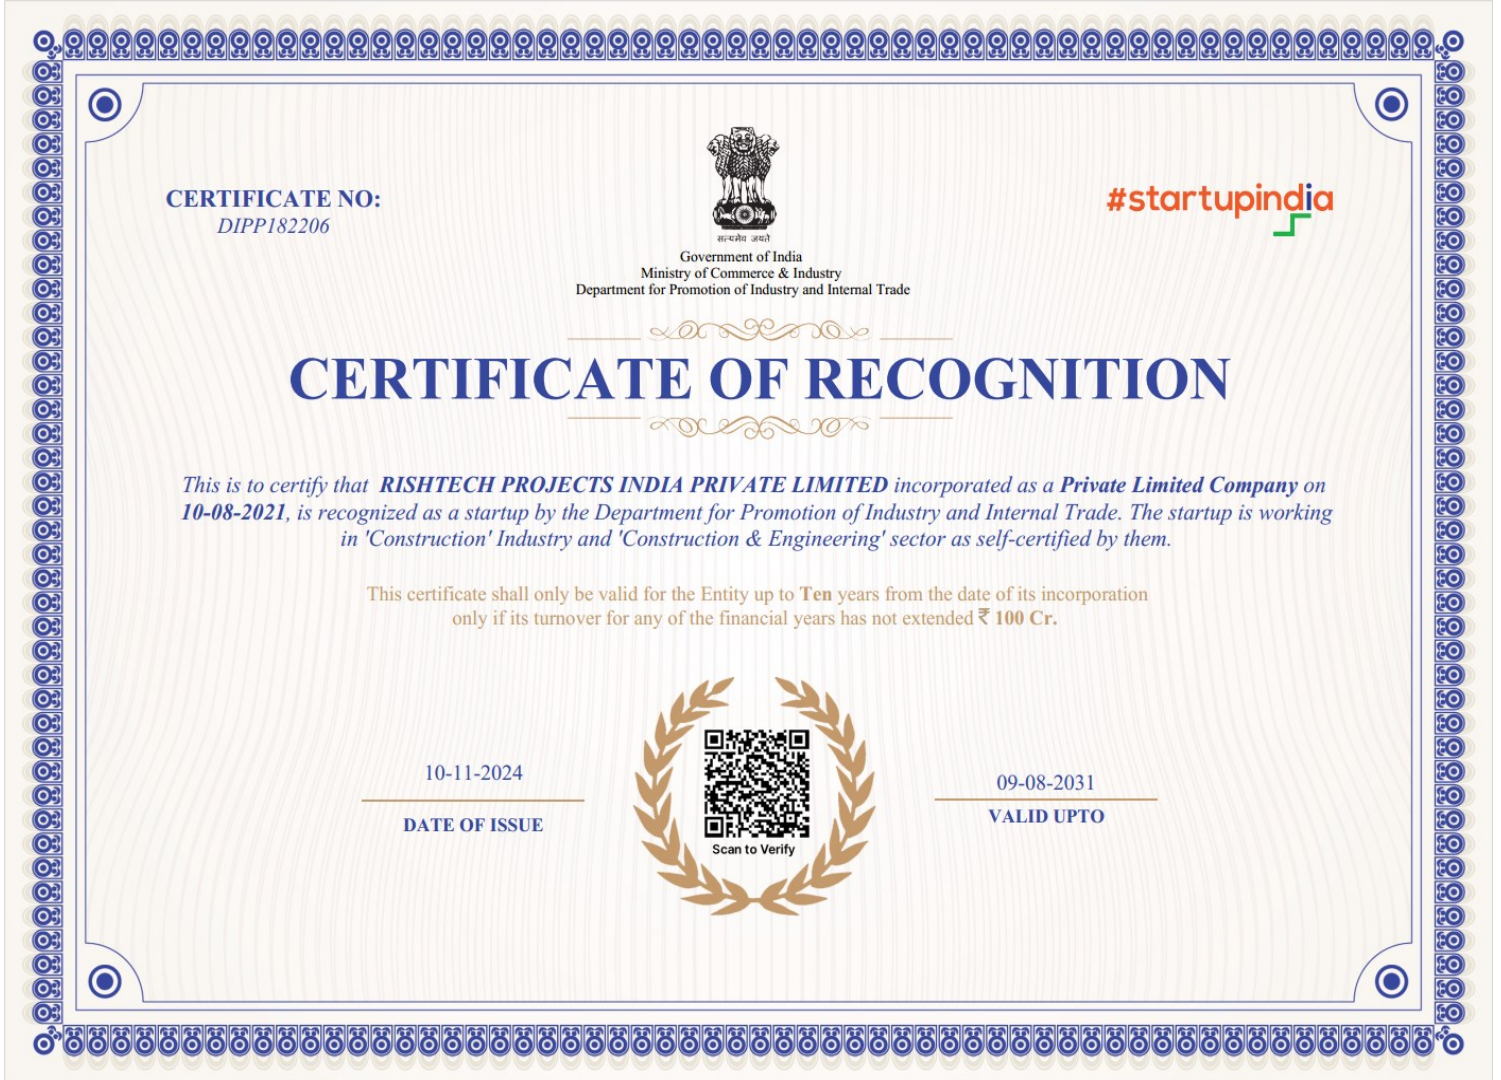 CERTIFICATE NO:
DIPP182206
#startupindia
सत्यमेव जयते
Government of India
Ministry of Commerce & Industry
Department for Promotion of Industry and Internal Trade
CERTIFICATE OF RECOGNITION
This is to certify that RISHTECH PROJECTS INDIA PRIVATE LIMITED incorporated as a Private Limited Company on
10-08-2021, is recognized as a startup by the Department for Promotion of Industry and Internal Trade. The startup is working
in 'Construction' Industry and 'Construction & Engineering' sector as self-certified by them.
This certificate shall only be valid for the Entity up to Ten years from the date of its incorporation
only if its turnover for any of the financial years has not extended ₹ 100 Cr.
10-11-2024
DATE OF ISSUE
Scan to Verify
09-08-2031
VALID UPTO